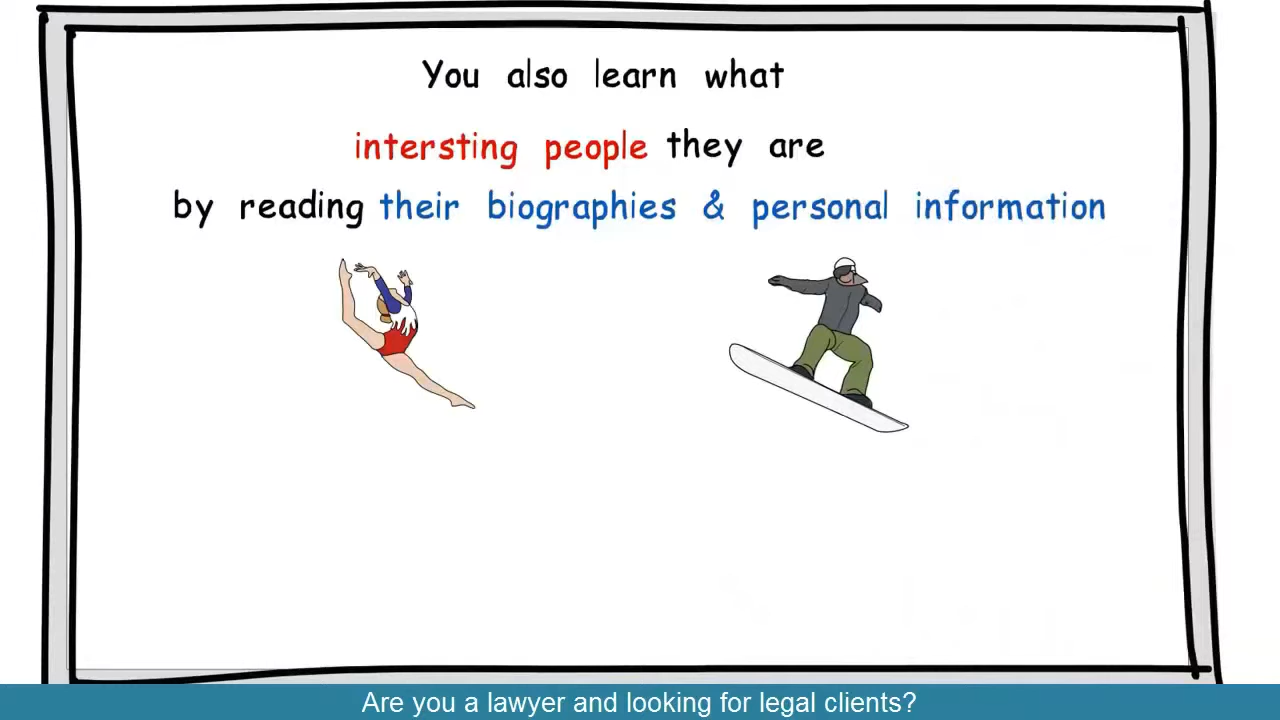 You also learn what
intersting people they are
by reading their biographies & personal information
Are you a lawyer and looking for legal clients?